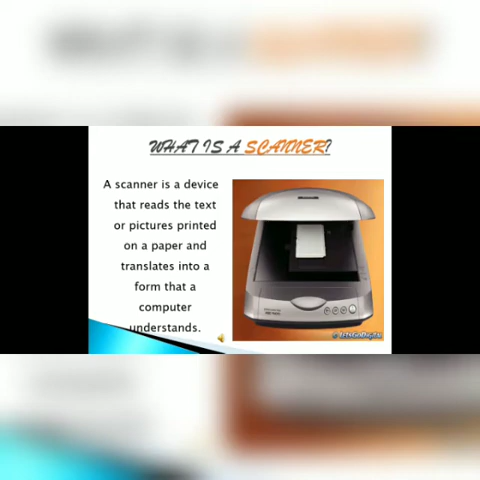 WHAT IS A SCANNER?
A scanner is a device
that reads the text
or pictures printed
on a paper and
translates into a
form that a
computer
understands.